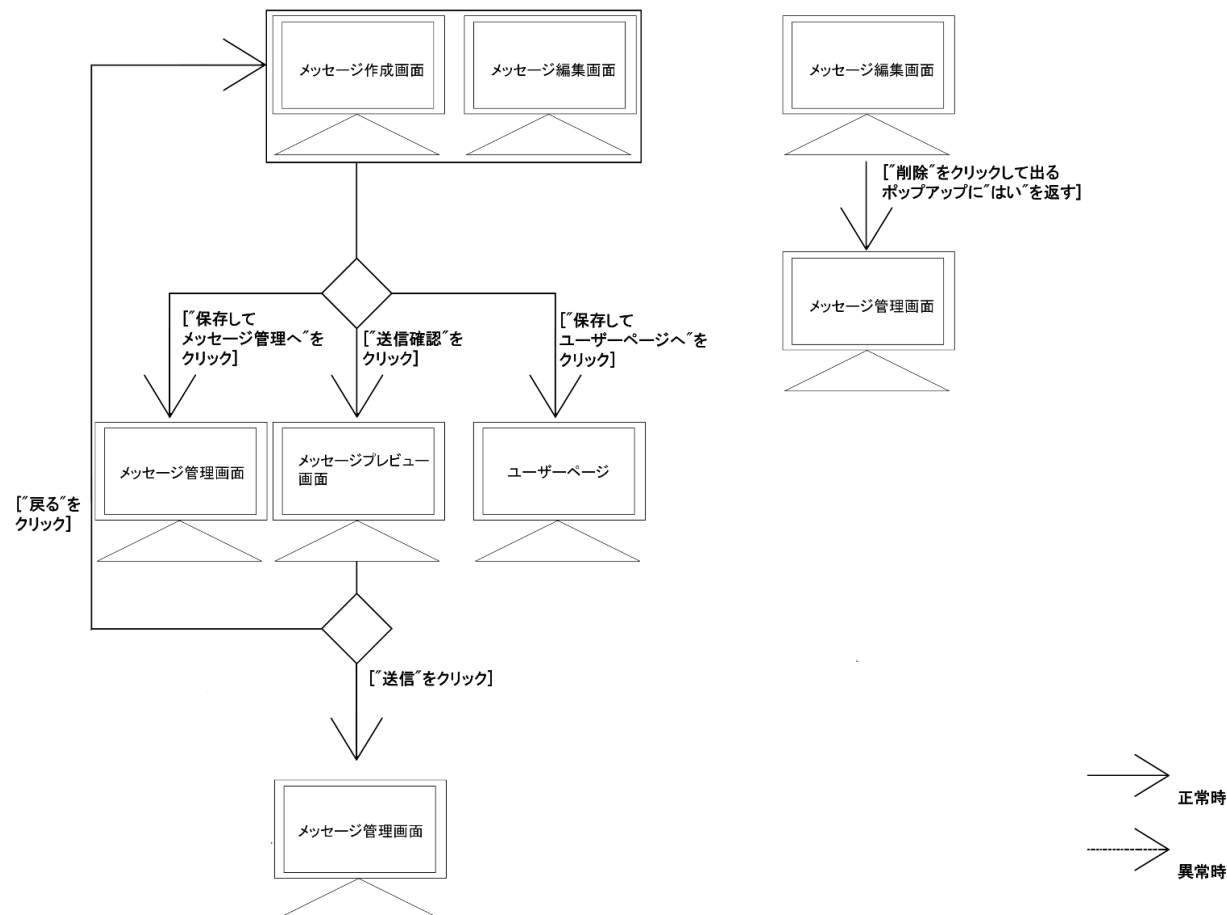 メッセージ作成画面
メッセージ編集画面
メッセージ編集画面
["削除"をクリックして出る
ポップアップに"はい"を返す]
メッセージ管理画面
["保存して
メッセージ管理へ"を
クリック]
["送信確認"を
クリック]
["保存して
ユーザーページへ"を
クリック]
メッセージ管理画面
メッセージプレビュー
画面
ユーザーページ
["戻る"を
クリック]
["送信"をクリック]
メッセージ管理画面
正常時
異常時